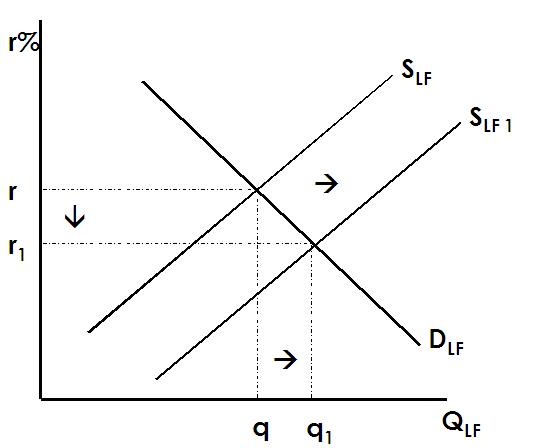 r%
S_LF
S_LF 1
r
r_1
D_LF
Q_LF
q
q_1